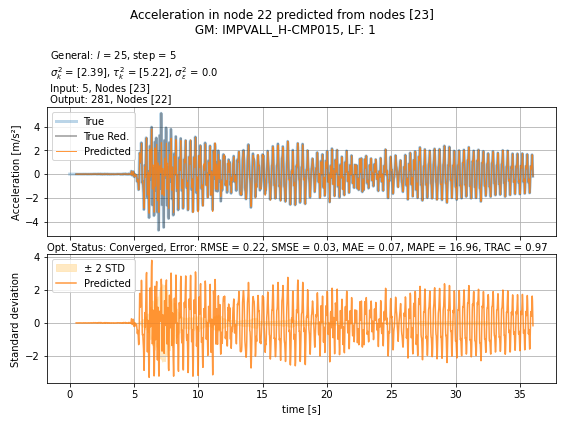 Acceleration in node 22 predicted from nodes [23]
GM: IMPVALL_H-CMP015, LF: 1
General: l = 25, step = 5
σ²ₖ = [2.39], τ²ₖ = [5.22], σ²ε = 0.0
Input: 5, Nodes [23]
Output: 281, Nodes [22]
True
True Red.
Predicted
Acceleration [m/s²]
4
2
0
−2
−4
Opt. Status: Converged, Error: RMSE = 0.22, SMSE = 0.03, MAE = 0.07, MAPE = 16.96, TRAC = 0.97
± 2 STD
Predicted
Standard deviation
4
2
0
−2
0 5 10 15 20 25 30 35
time [s]